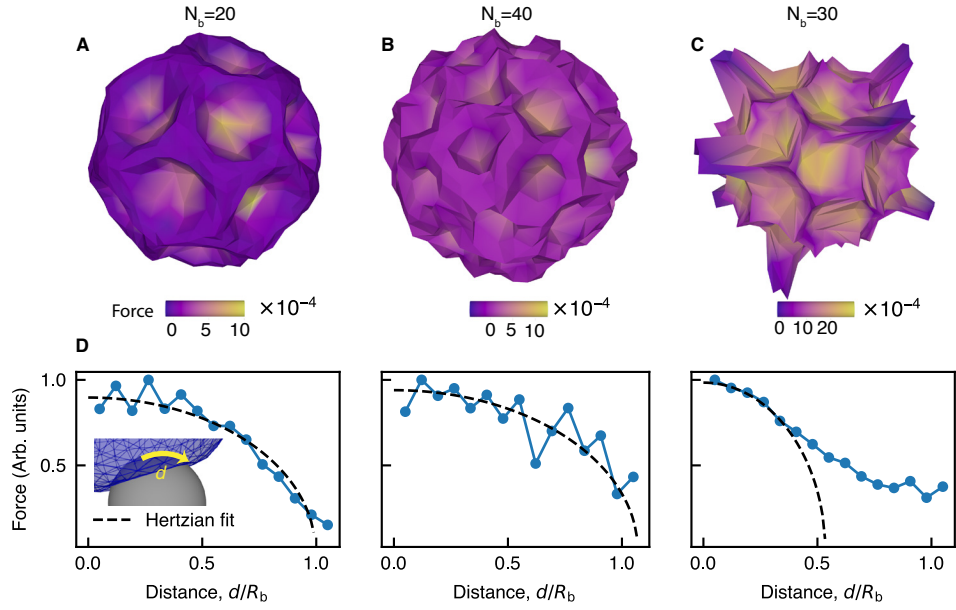 N_b=20
N_b=40
N_b=30
A
B
C
Force
0 5 10
×10⁻⁴
0 5 10
×10⁻⁴
0 10 20
×10⁻⁴
D
Force (Arb. units)
1.0
0.5
d
Hertzian fit
0.0 0.5 1.0
0.0 0.5 1.0
0.0 0.5 1.0
Distance, d/R_b
Distance, d/R_b
Distance, d/R_b